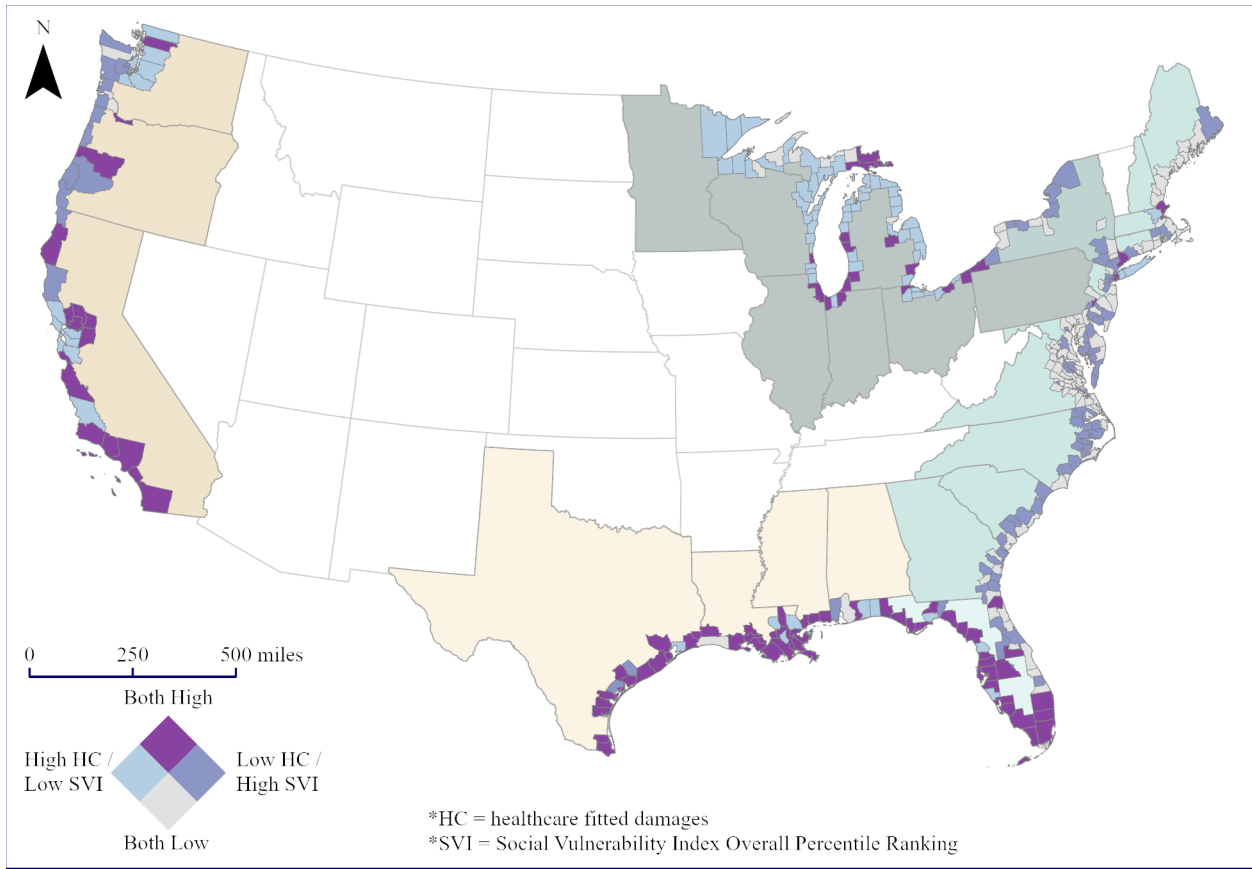 N
0 250 500 miles
Both High
High HC /
Low SVI
Low HC /
High SVI
Both Low
*HC = healthcare fitted damages
*SVI = Social Vulnerability Index Overall Percentile Ranking